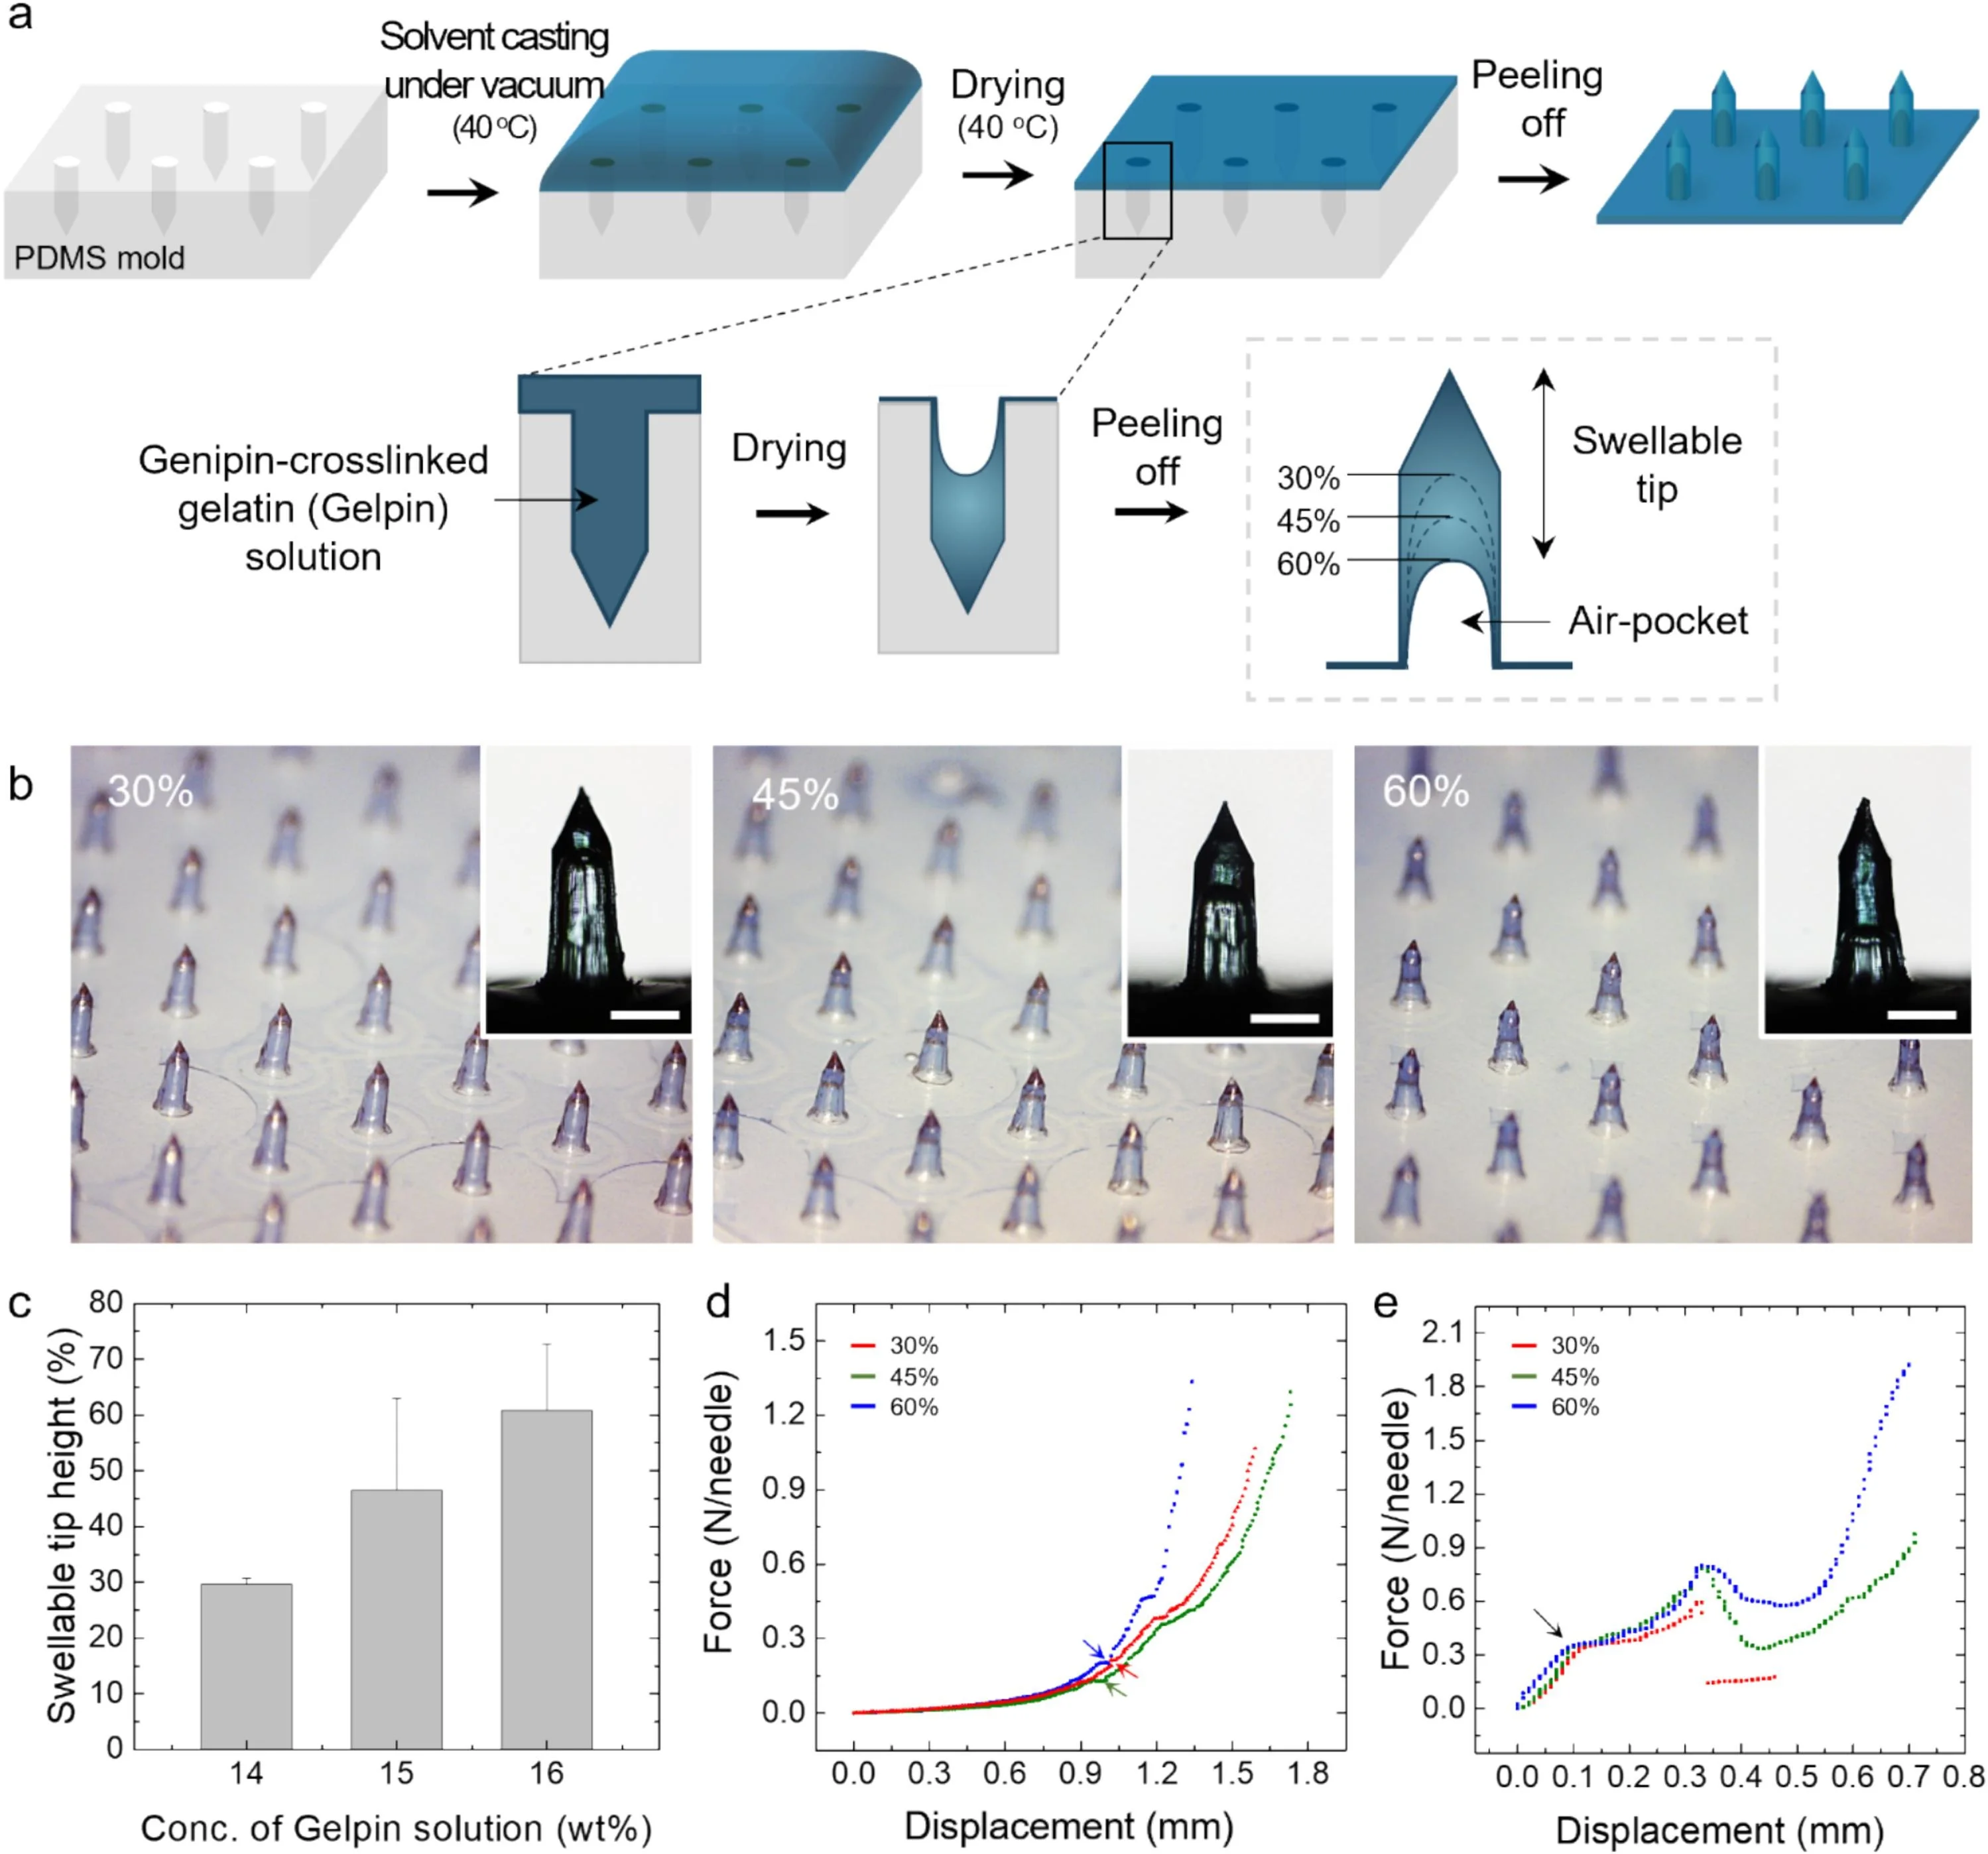 a
Solvent casting
under vacuum
(40 ºC)
Drying
(40 ºC)
Peeling
off
PDMS mold
Genipin-crosslinked
gelatin (Gelpin)
solution
Drying
Peeling
off
30%
45%
60%
Swellable
tip
Air-pocket
b
30%
45%
60%
c
Swellable tip height (%)
80
70
60
50
40
30
20
10
0
14 15 16
Conc. of Gelpin solution (wt%)
d
Force (N/needle)
1.5
1.2
0.9
0.6
0.3
0.0
30%
45%
60%
0.0 0.3 0.6 0.9 1.2 1.5 1.8
Displacement (mm)
e
Force (N/needle)
2.1
1.8
1.5
1.2
0.9
0.6
0.3
0.0
30%
45%
60%
0.0 0.1 0.2 0.3 0.4 0.5 0.6 0.7 0.8
Displacement (mm)